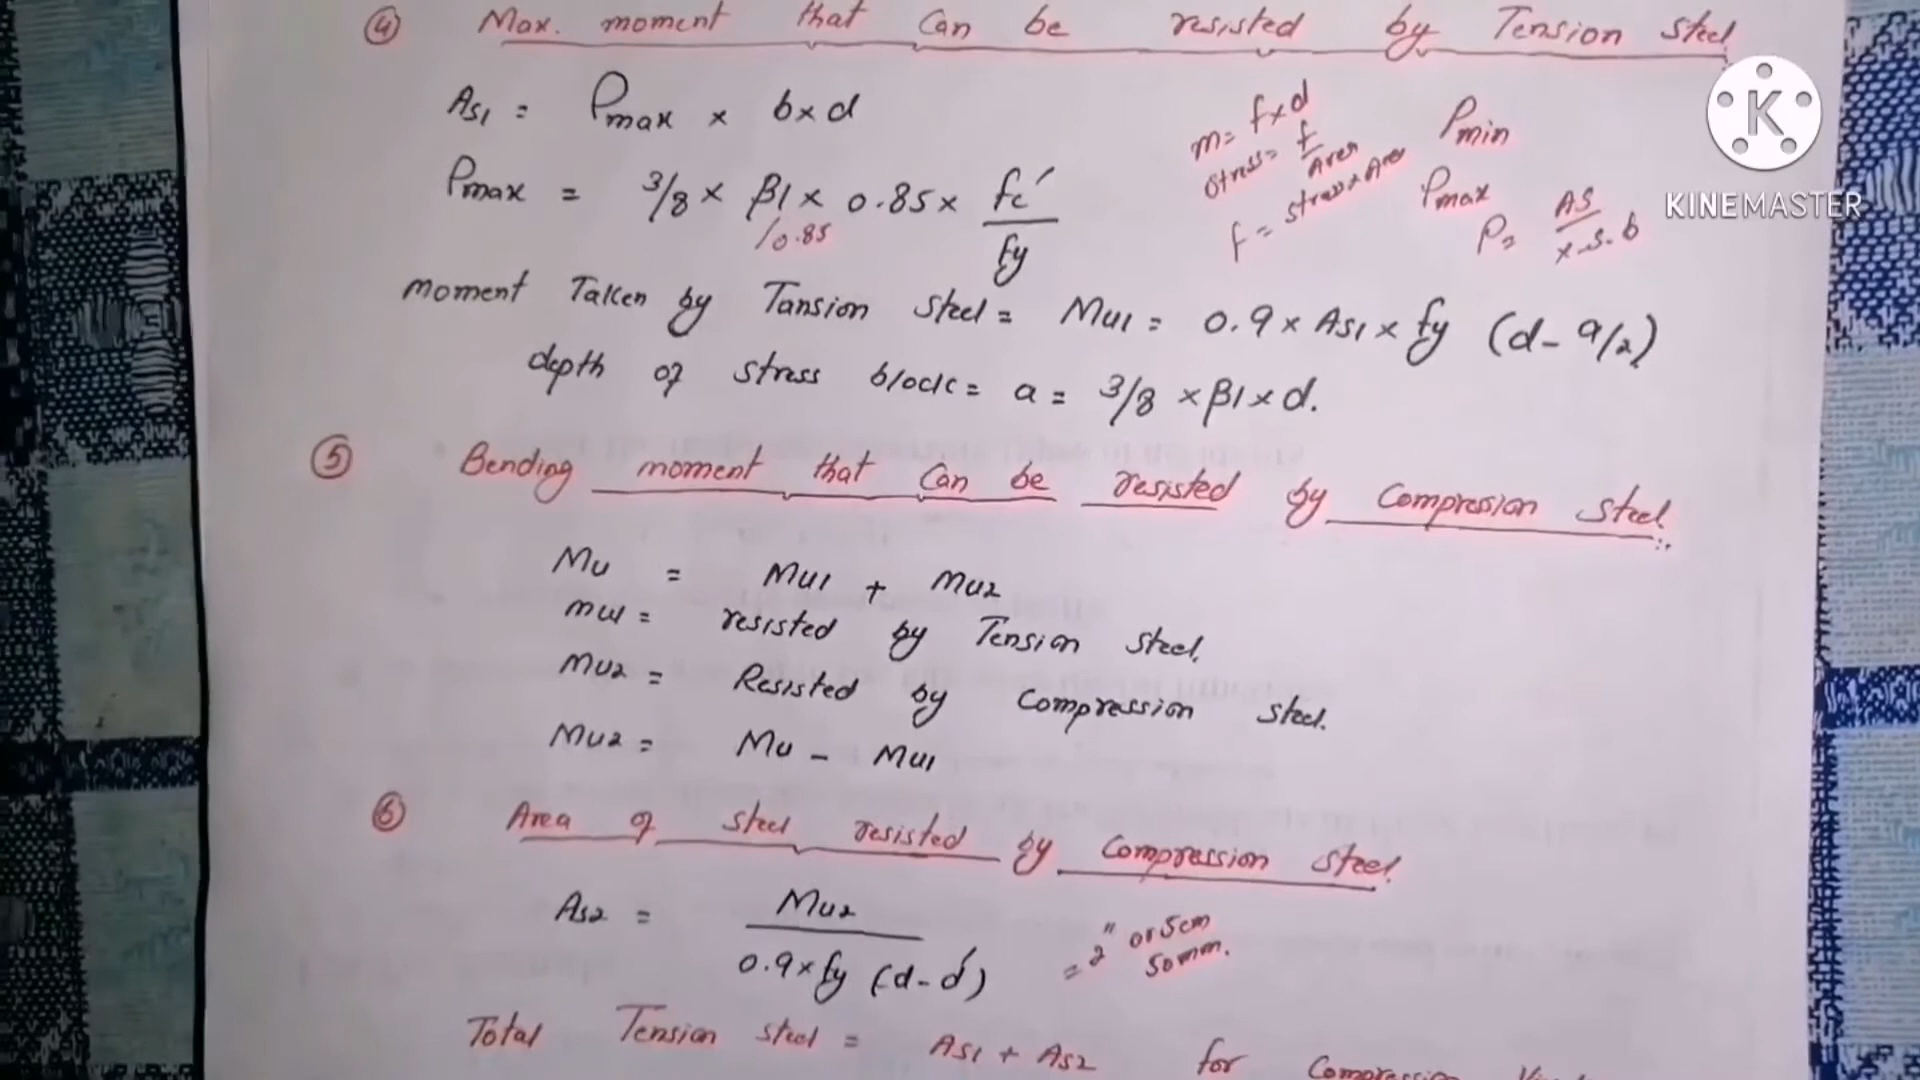 ④ Max. moment that Can be resisted by Tension Steel
As1 = ρmax × b×d
m= f×d
Stress= f/Area
f= stress×Area
ρmin
ρmax = 3/8 × β1 × 0.85 × fc'/fy
/0.85
ρmax
ρ= AS/x-s.b
K
KINEMASTER
moment Taken by Tansion Steel = Mu1 = 0.9 × As1 × fy (d- a/2)
depth of stress block = a = 3/8 × β1 × d.
⑤ Bending moment that Can be resisted by Compression Steel
Mu = Mu1 + Mu2
mu1 = resisted by Tension Steel.
Mu2 = Resisted by Compression Steel.
Mu2 = Mu - Mu1
⑥ Area of steel resisted by Compression Steel
As2 = Mu2/0.9×fy (d-d')
= 2" or 5cm
50mm.
Total Tension steel = As1 + As2 for Compression